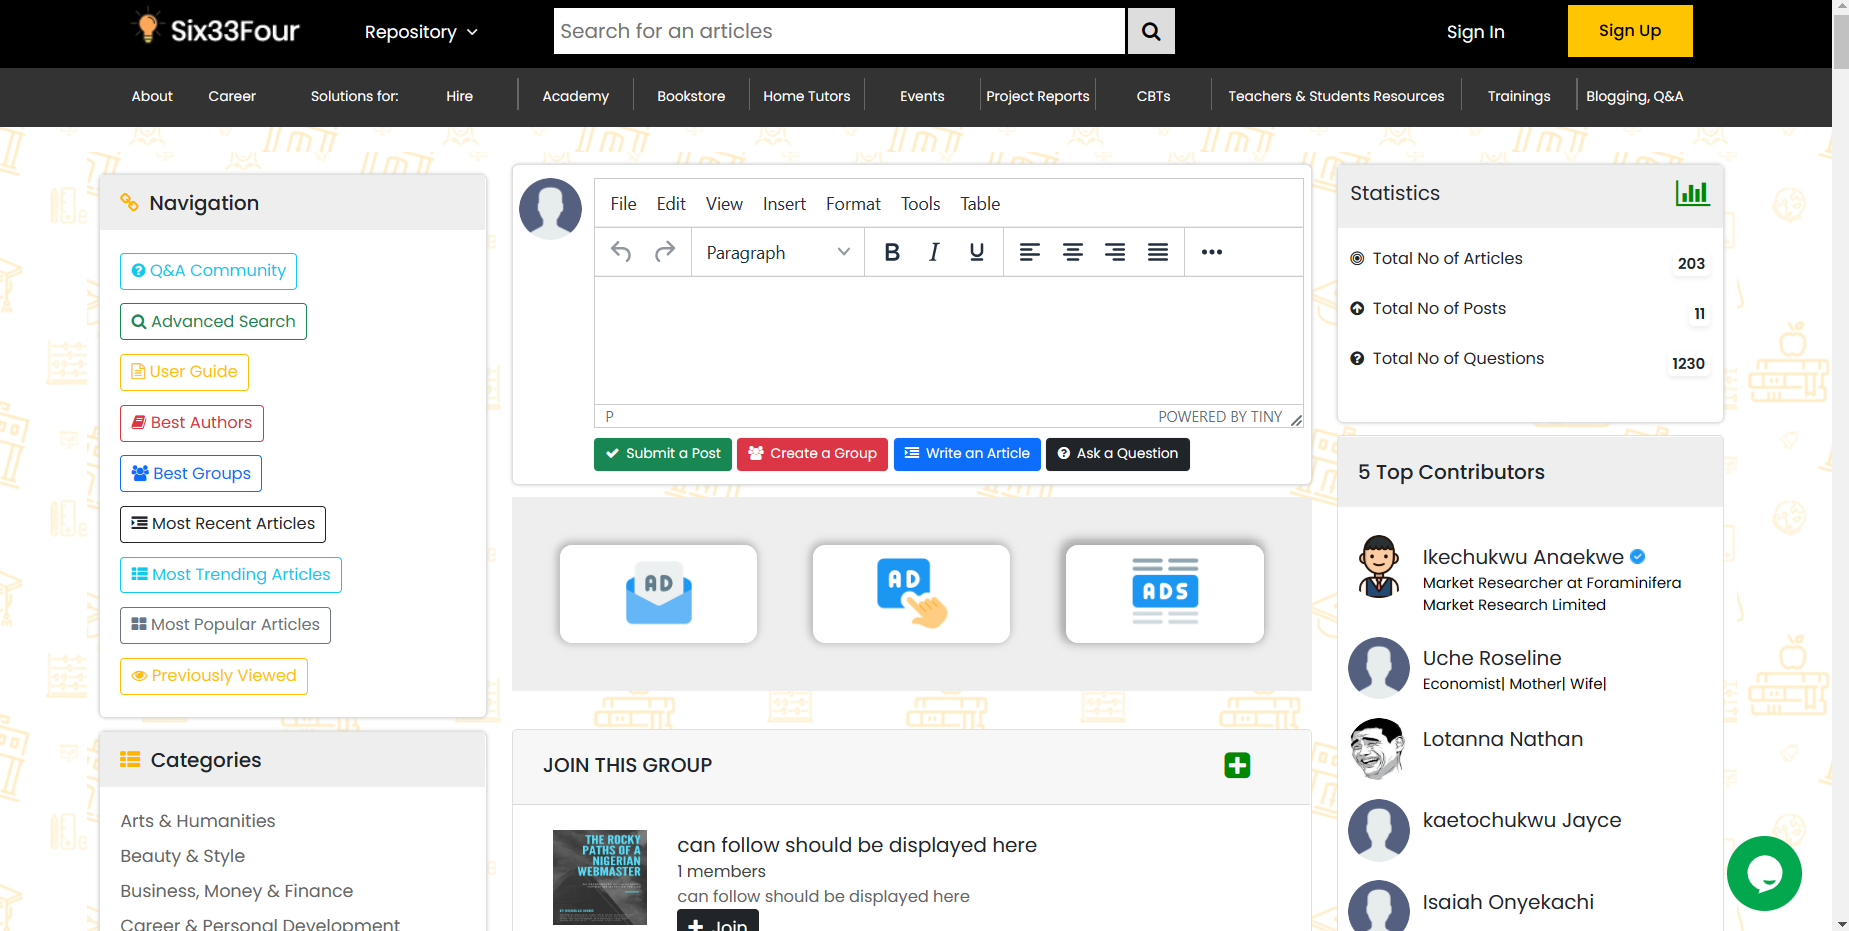 Six33Four
Repository
Search for an articles
Sign In
Sign Up
About
Career
Solutions for:
Hire
Academy
Bookstore
Home Tutors
Events
Project Reports
CBTs
Teachers & Students Resources
Trainings
Blogging, Q&A
Navigation
Q&A Community
Advanced Search
User Guide
Best Authors
Best Groups
Most Recent Articles
Most Trending Articles
Most Popular Articles
Previously Viewed
Categories
Arts & Humanities
Beauty & Style
Business, Money & Finance
Career & Personal Development
File Edit View Insert Format Tools Table
Paragraph
B I U
P
POWERED BY TINY
Submit a Post
Create a Group
Write an Article
Ask a Question
AD
AD
ADS
JOIN THIS GROUP
THE ROCKY
PATHS OF A
NIGERIAN
WEBMASTER
can follow should be displayed here
1 members
can follow should be displayed here
Join
Statistics
Total No of Articles
203
Total No of Posts
11
Total No of Questions
1230
5 Top Contributors
Ikechukwu Anaekwe
Market Researcher at Foraminifera
Market Research Limited
Uche Roseline
Economist| Mother| Wife|
Lotanna Nathan
kaetochukwu Jayce
Isaiah Onyekachi